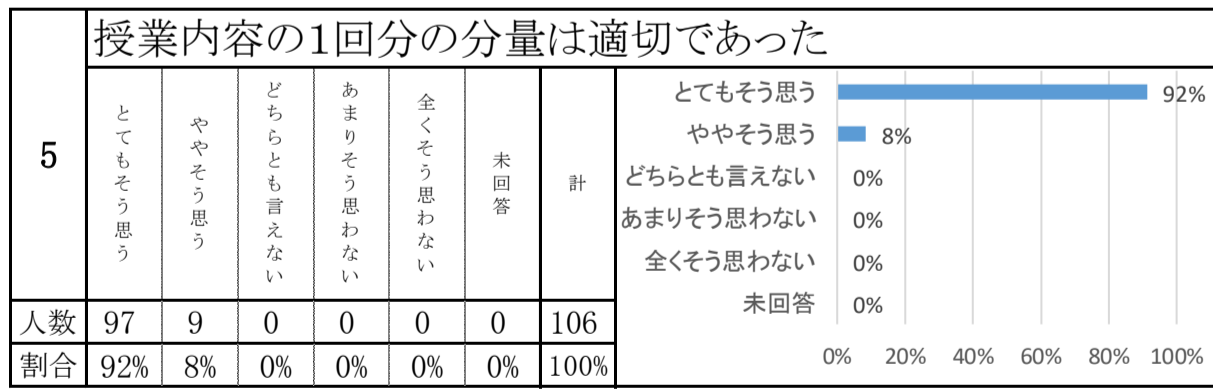 5
授業内容の1回分の分量は適切であった
とてもそう思う
ややそう思う
どちらとも言えない
あまりそう思わない
全くそう思わない
未回答
計
人数 97 9 0 0 0 0 106
割合 92% 8% 0% 0% 0% 0% 100%
とてもそう思う 92%
ややそう思う 8%
どちらとも言えない 0%
あまりそう思わない 0%
全くそう思わない 0%
未回答 0%
0% 20% 40% 60% 80% 100%